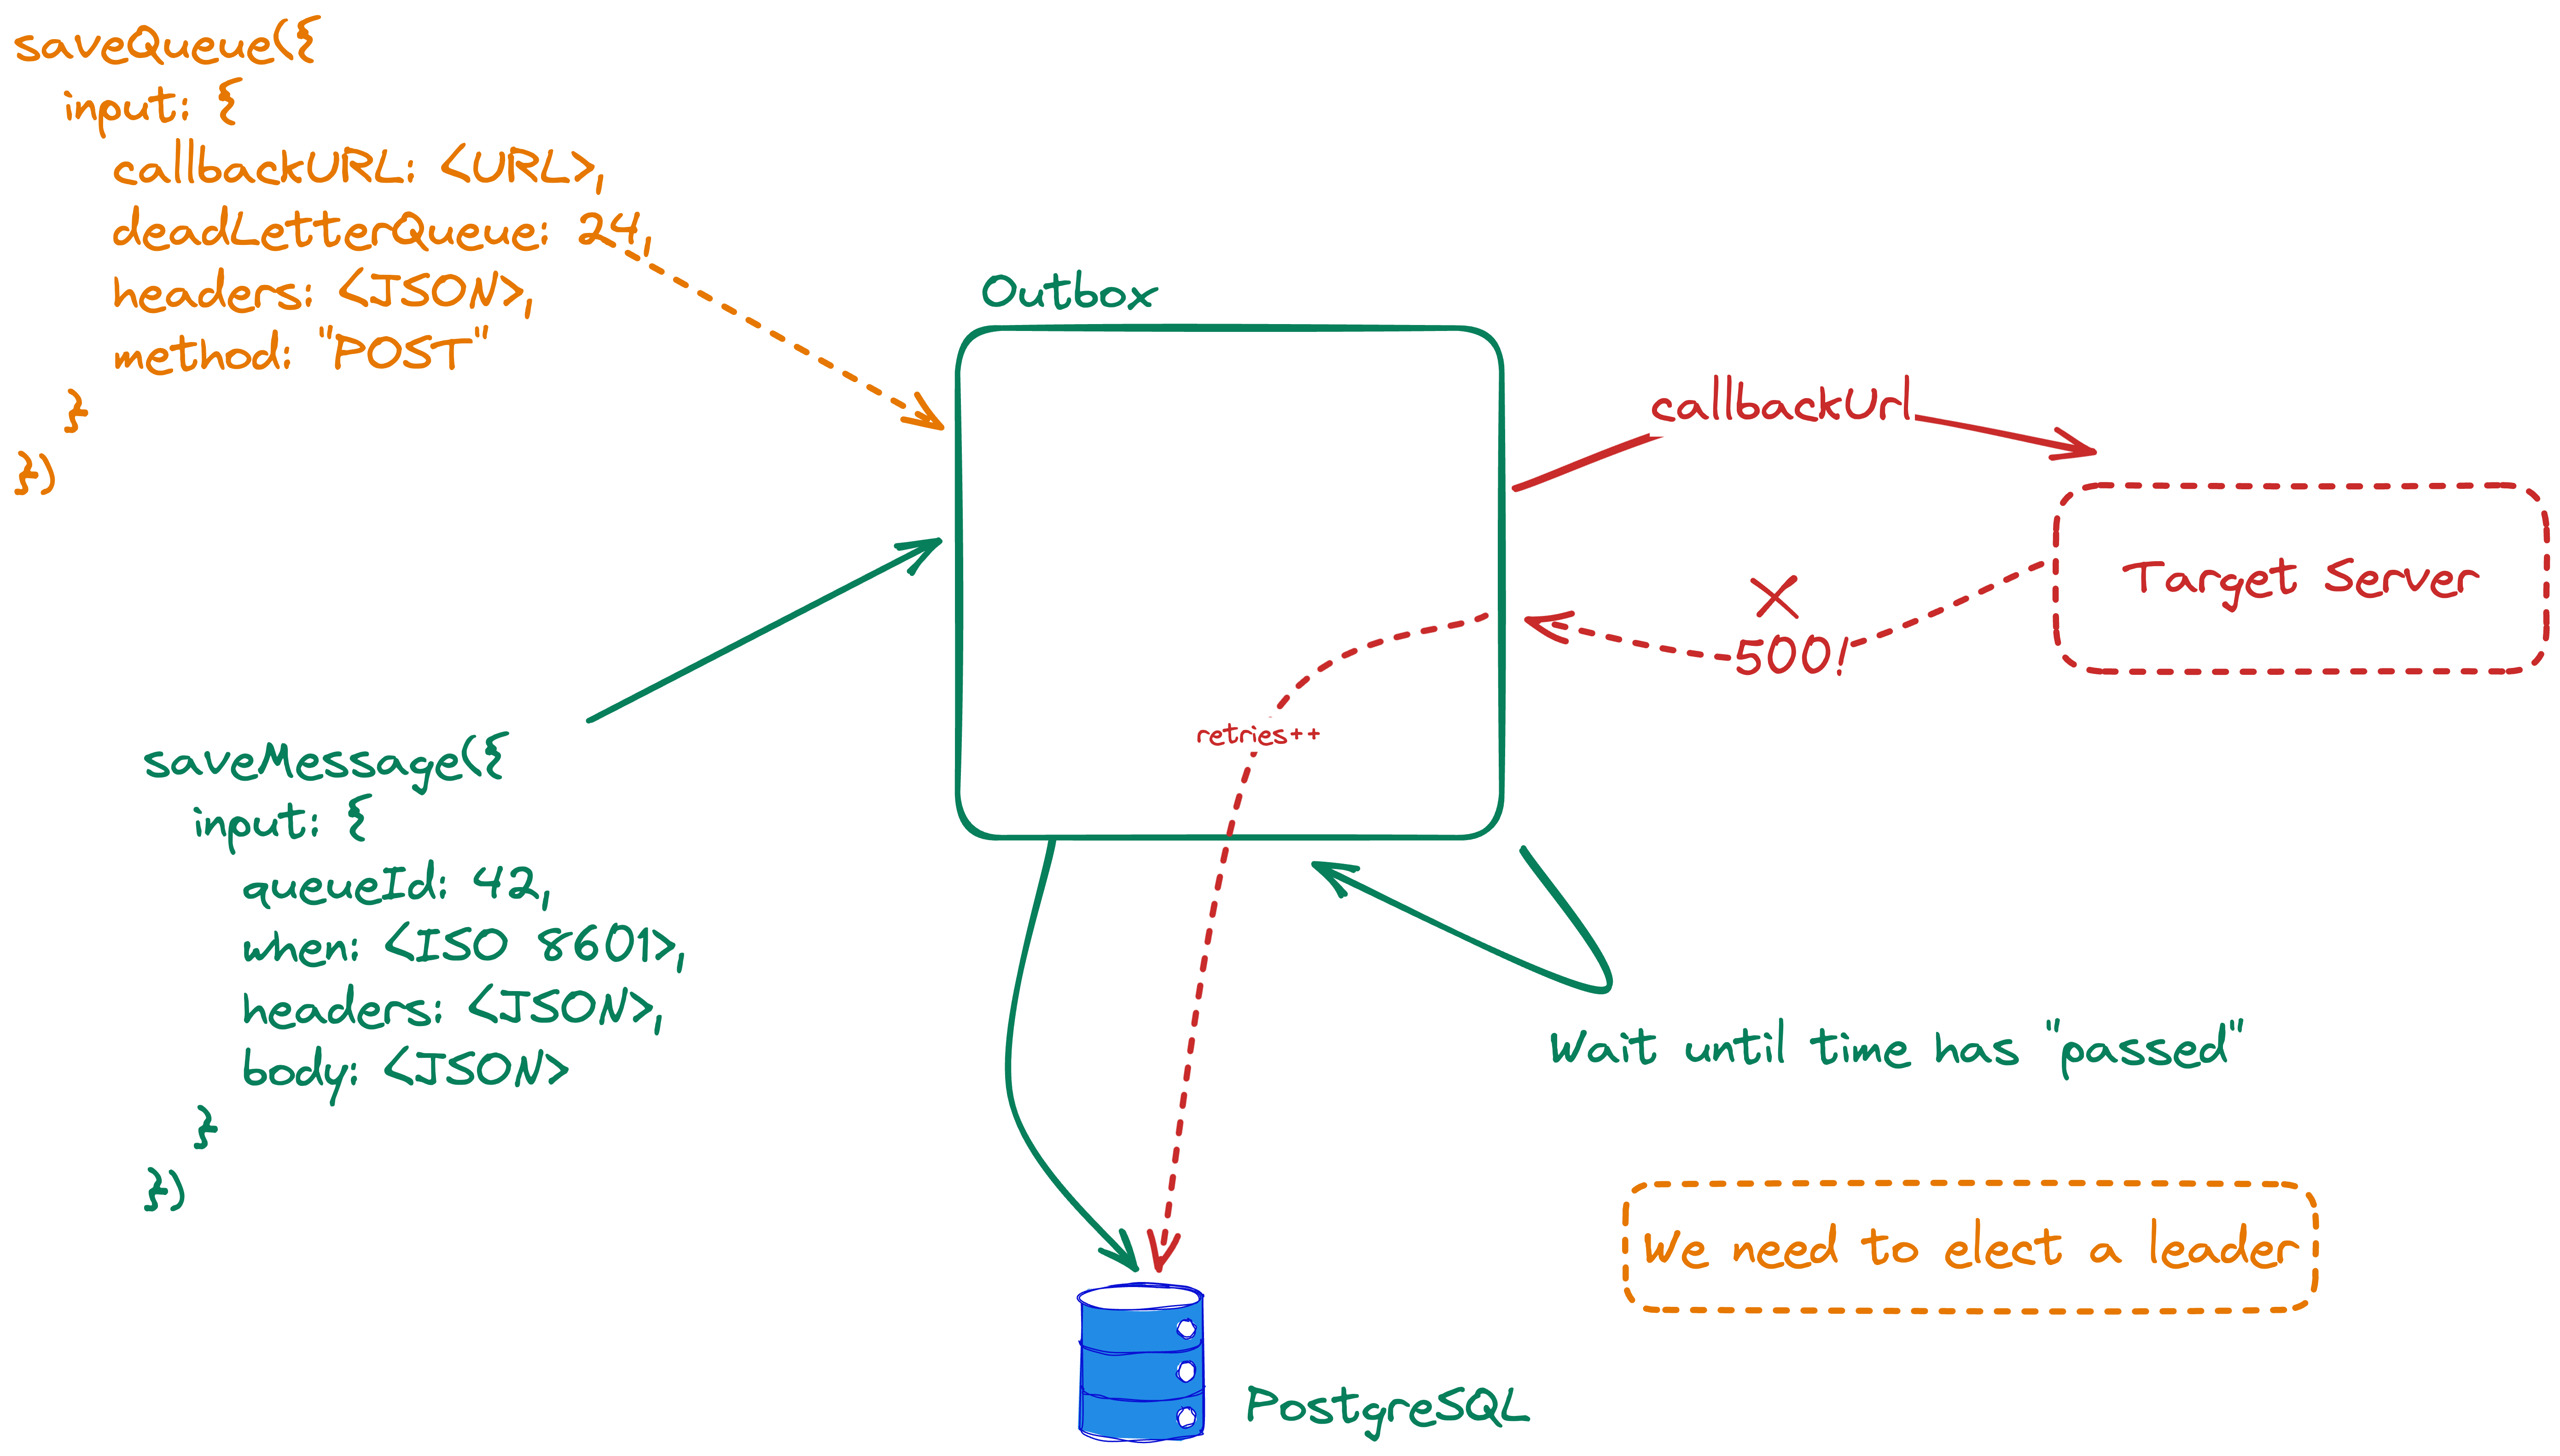 saveQueue({
input: {
callbackURL: <URL>,
deadLetterQueue: 24,
headers: <JSON>,
method: "POST"
}
})
Outbox
callbackUrl
Target Server
X
500!
retries++
saveMessage({
input: {
queueId: 42,
when: <ISO 8601>,
headers: <JSON>,
body: <JSON>
}
})
Wait until time has "passed"
We need to elect a leader
PostgreSQL